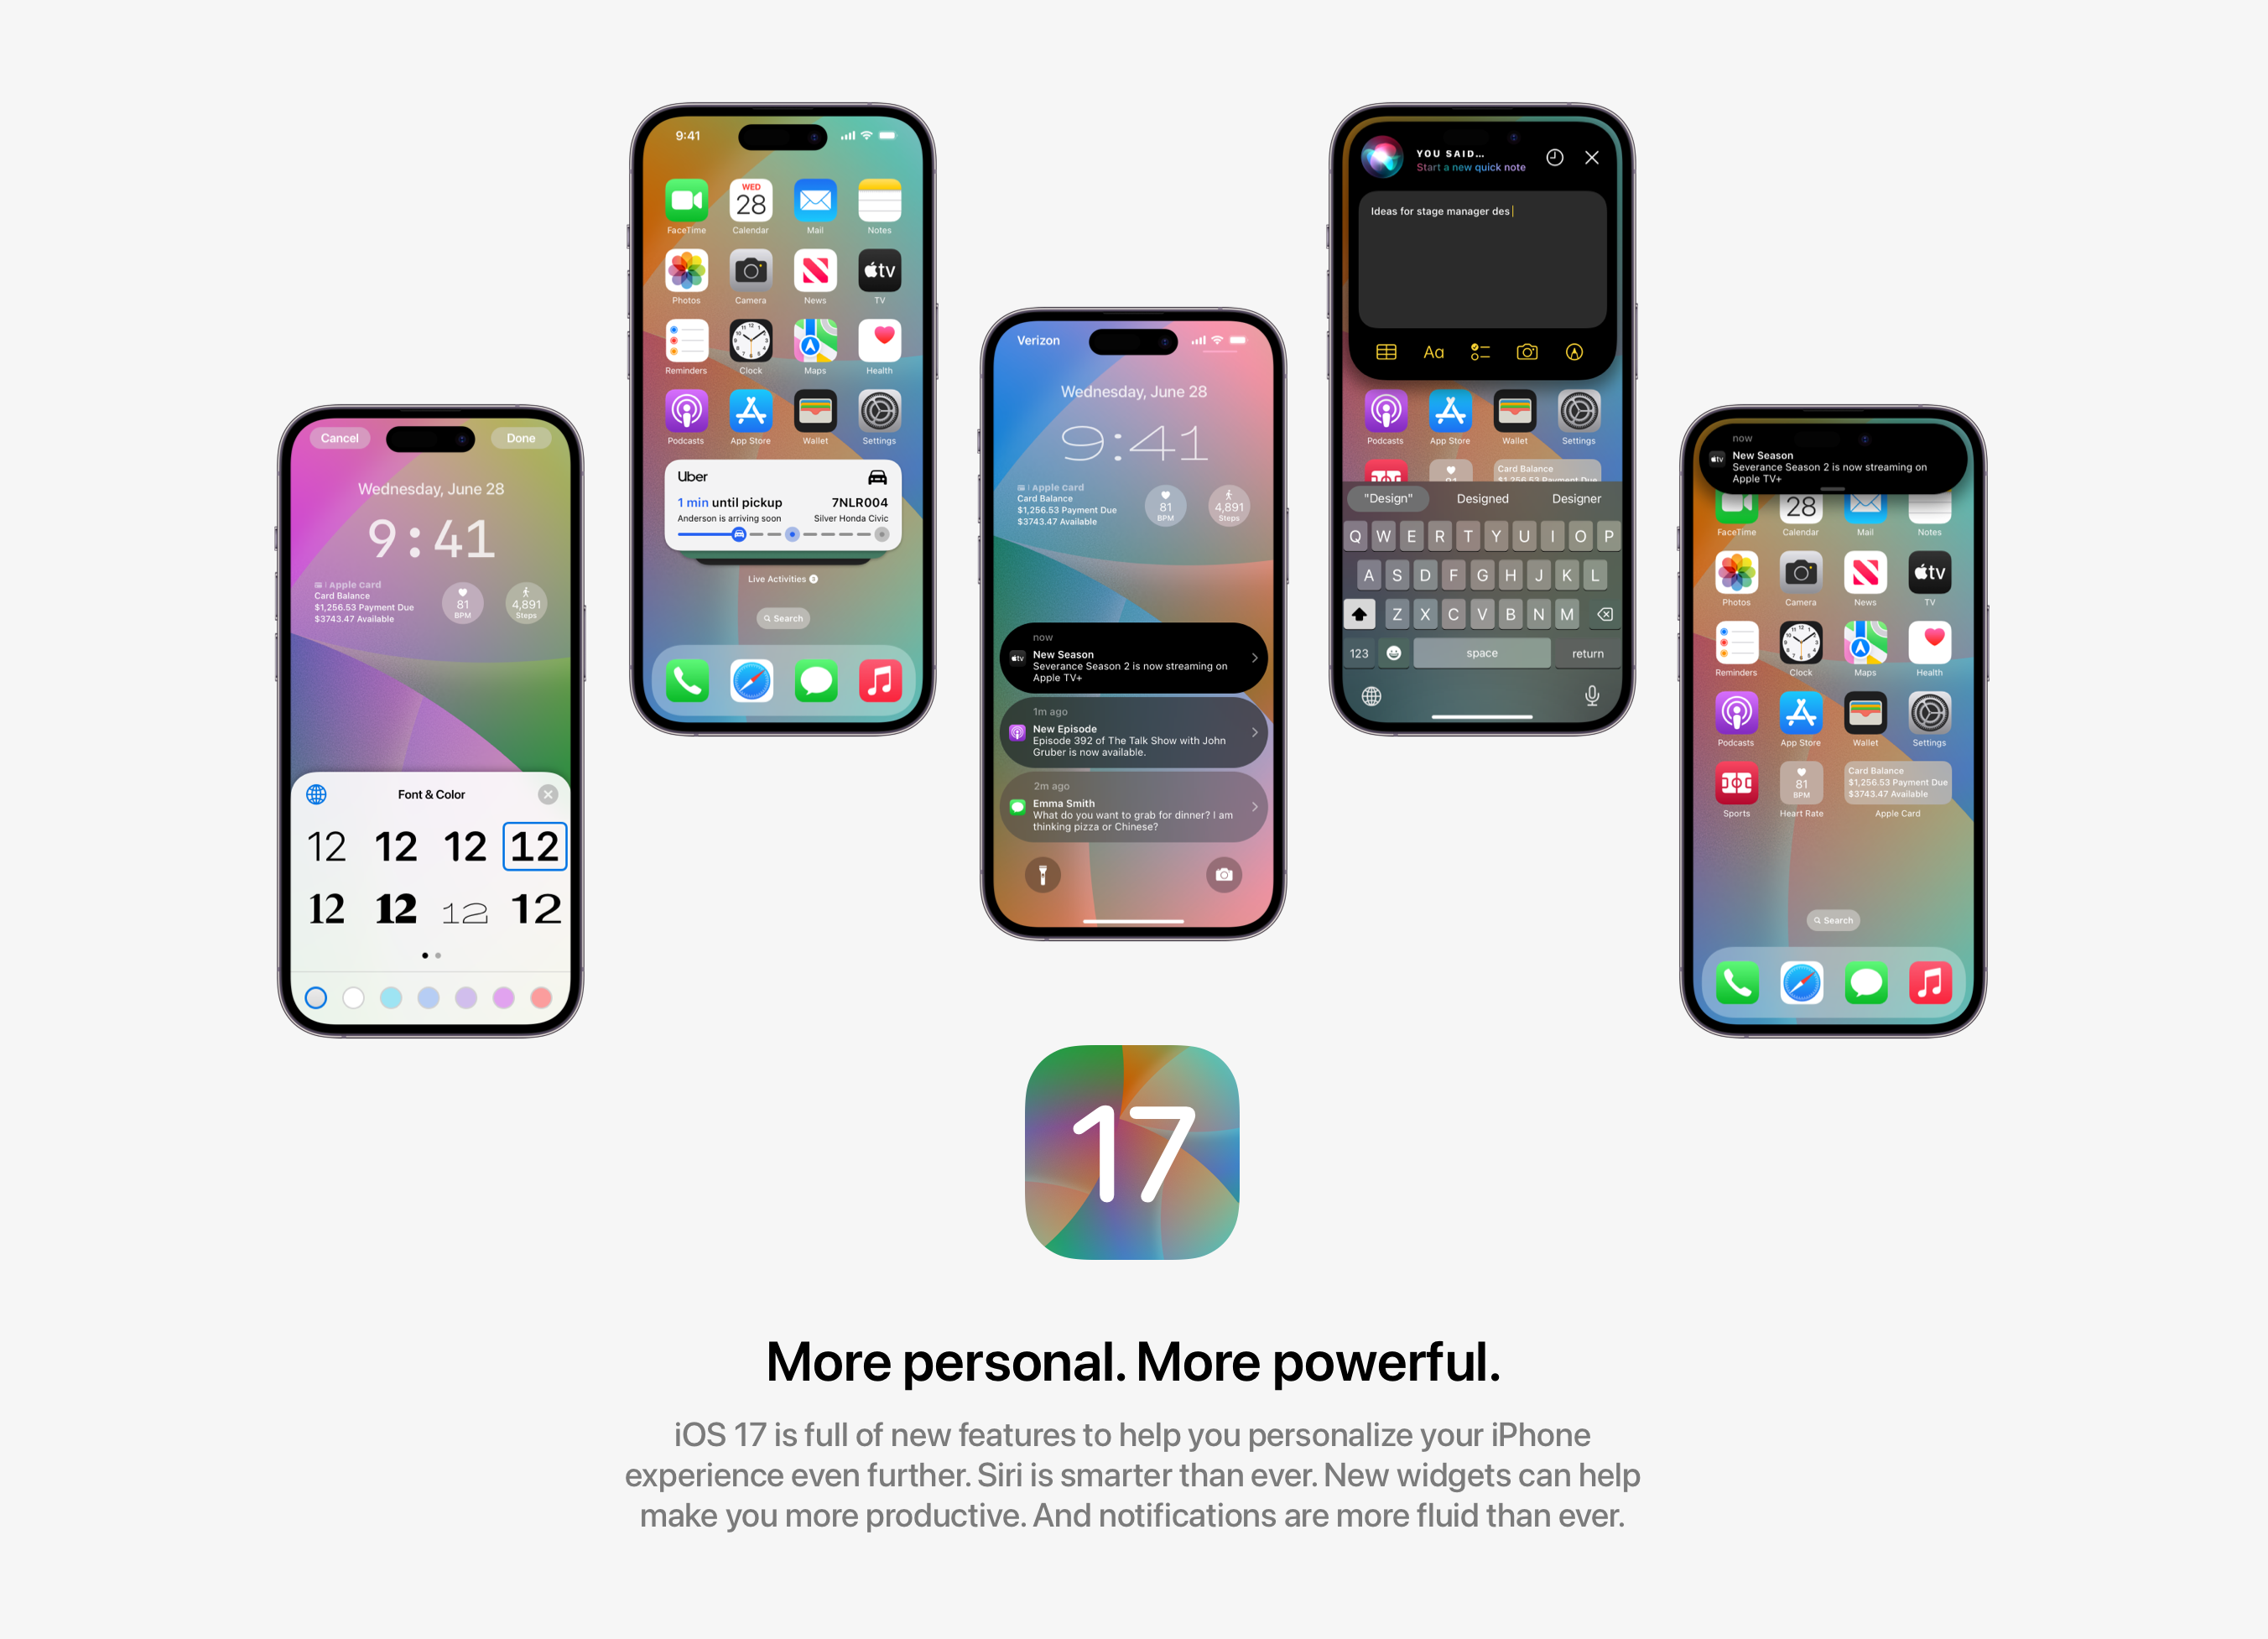 Cancel
Done
Wednesday, June 28
9:41
Apple Card
Card Balance
$1,256.53 Payment Due
$3743.47 Available
81
BPM
4,891
Steps
Font & Color
12 12 12 12
12 12 12 12
9:41
WED
28
FaceTime Calendar Mail Notes
tv
Photos Camera News TV
Reminders Clock Maps Health
Podcasts App Store Wallet Settings
Uber
1 min until pickup 7NLR004
Anderson is arriving soon Silver Honda Civic
Live Activities 3
Search
Verizon
Wednesday, June 28
9:41
Apple Card
Card Balance
$1,256.53 Payment Due
$3743.47 Available
81
BPM
4,891
Steps
now
tv
New Season
Severance Season 2 is now streaming on
Apple TV+
1m ago
New Episode
Episode 392 of The Talk Show with John
Gruber is now available.
2m ago
Emma Smith
What do you want to grab for dinner? I am
thinking pizza or Chinese?
YOU SAID...
Start a new quick note
Ideas for stage manager des
Aa
Podcasts App Store Wallet Settings
Card Balance
$1,256.53 Payment Due
"Design" Designed Designer
Q W E R T Y U I O P
A S D F G H J K L
Z X C V B N M
123 space return
now
tv
New Season
Severance Season 2 is now streaming on
Apple TV+
28
FaceTime Calendar Mail Notes
tv
Photos Camera News TV
Reminders Clock Maps Health
Podcasts App Store Wallet Settings
81
BPM
Card Balance
$1,256.53 Payment Due
$3743.47 Available
Sports Heart Rate Apple Card
Search
17
More personal. More powerful.
iOS 17 is full of new features to help you personalize your iPhone
experience even further. Siri is smarter than ever. New widgets can help
make you more productive. And notifications are more fluid than ever.